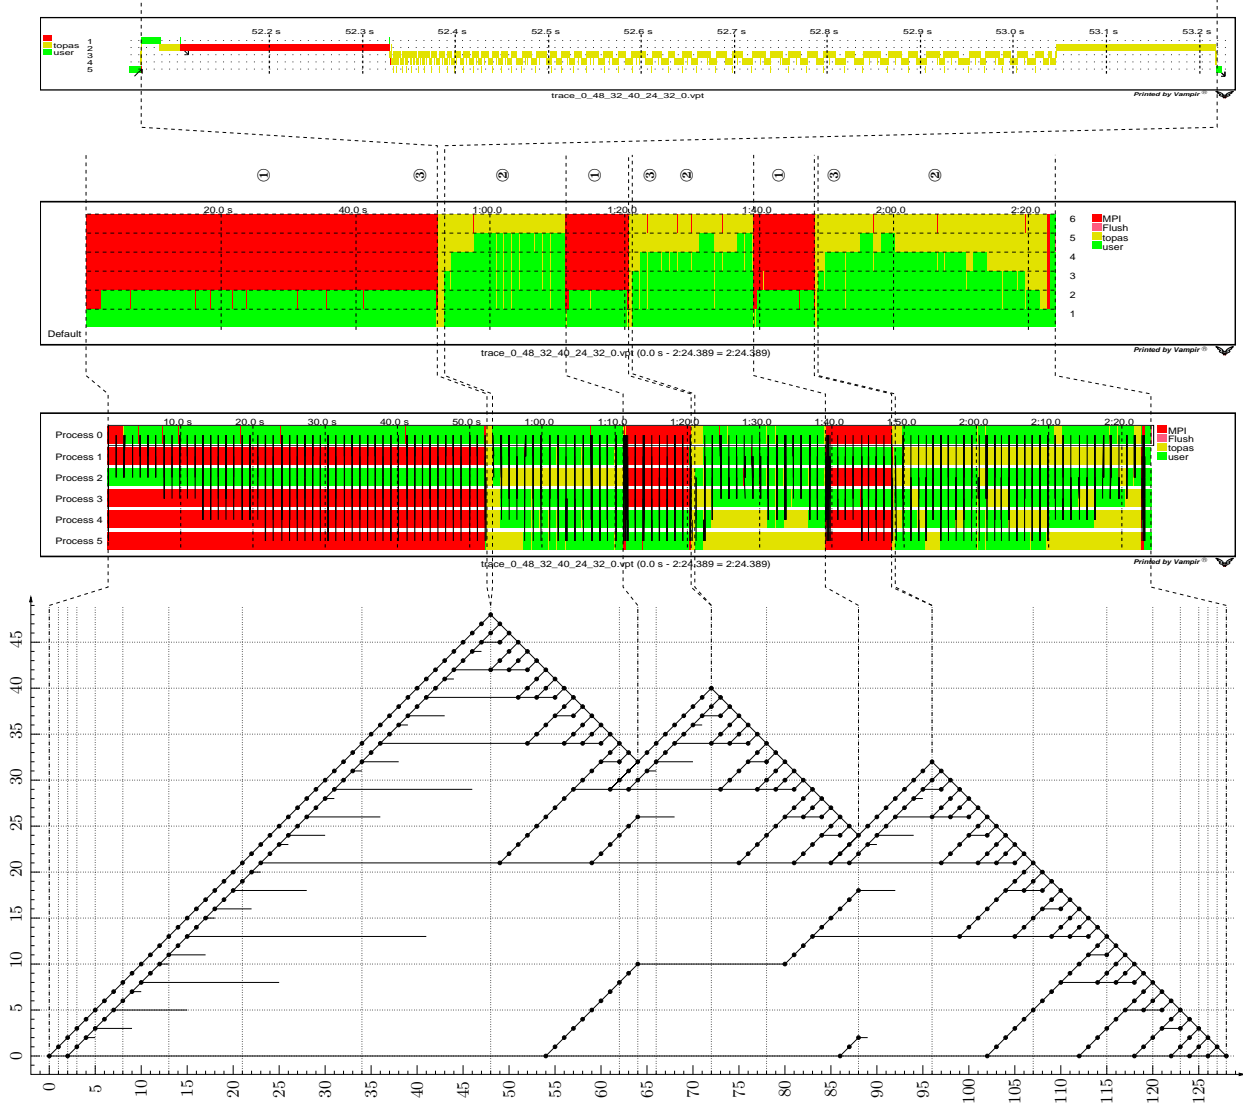 52.2 s 52.3 s 52.4 s 52.5 s 52.6 s 52.7 s 52.8 s 52.9 s 53.0 s 53.1 s 53.2 s
topas
user
1
2
3
4
5
trace_0_48_32_40_24_32_0.vpt
Printed by Vampir
① ③ ② ① ③ ② ① ③ ②
20.0 s 40.0 s 1:00.0 1:20.0 1:40.0 2:00.0 2:20.0
6
5
4
3
2
1
MPI
Flush
topas
user
Default
trace_0_48_32_40_24_32_0.vpt (0.0 s - 2:24.389 = 2:24.389)
Printed by Vampir
10.0 s 20.0 s 30.0 s 40.0 s 50.0 s 1:00.0 1:10.0 1:20.0 1:30.0 1:40.0 1:50.0 2:00.0 2:10.0 2:20.0
Process 0
Process 1
Process 2
Process 3
Process 4
Process 5
MPI
Flush
topas
user
trace_0_48_32_40_24_32_0.vpt (0.0 s - 2:24.389 = 2:24.389)
Printed by Vampir
45
40
35
30
25
20
15
10
5
0
0 5 10 15 21 25 30 35 40 45 50 55 60 65 70 75 80 85 90 95 100 105 110 115 120 125